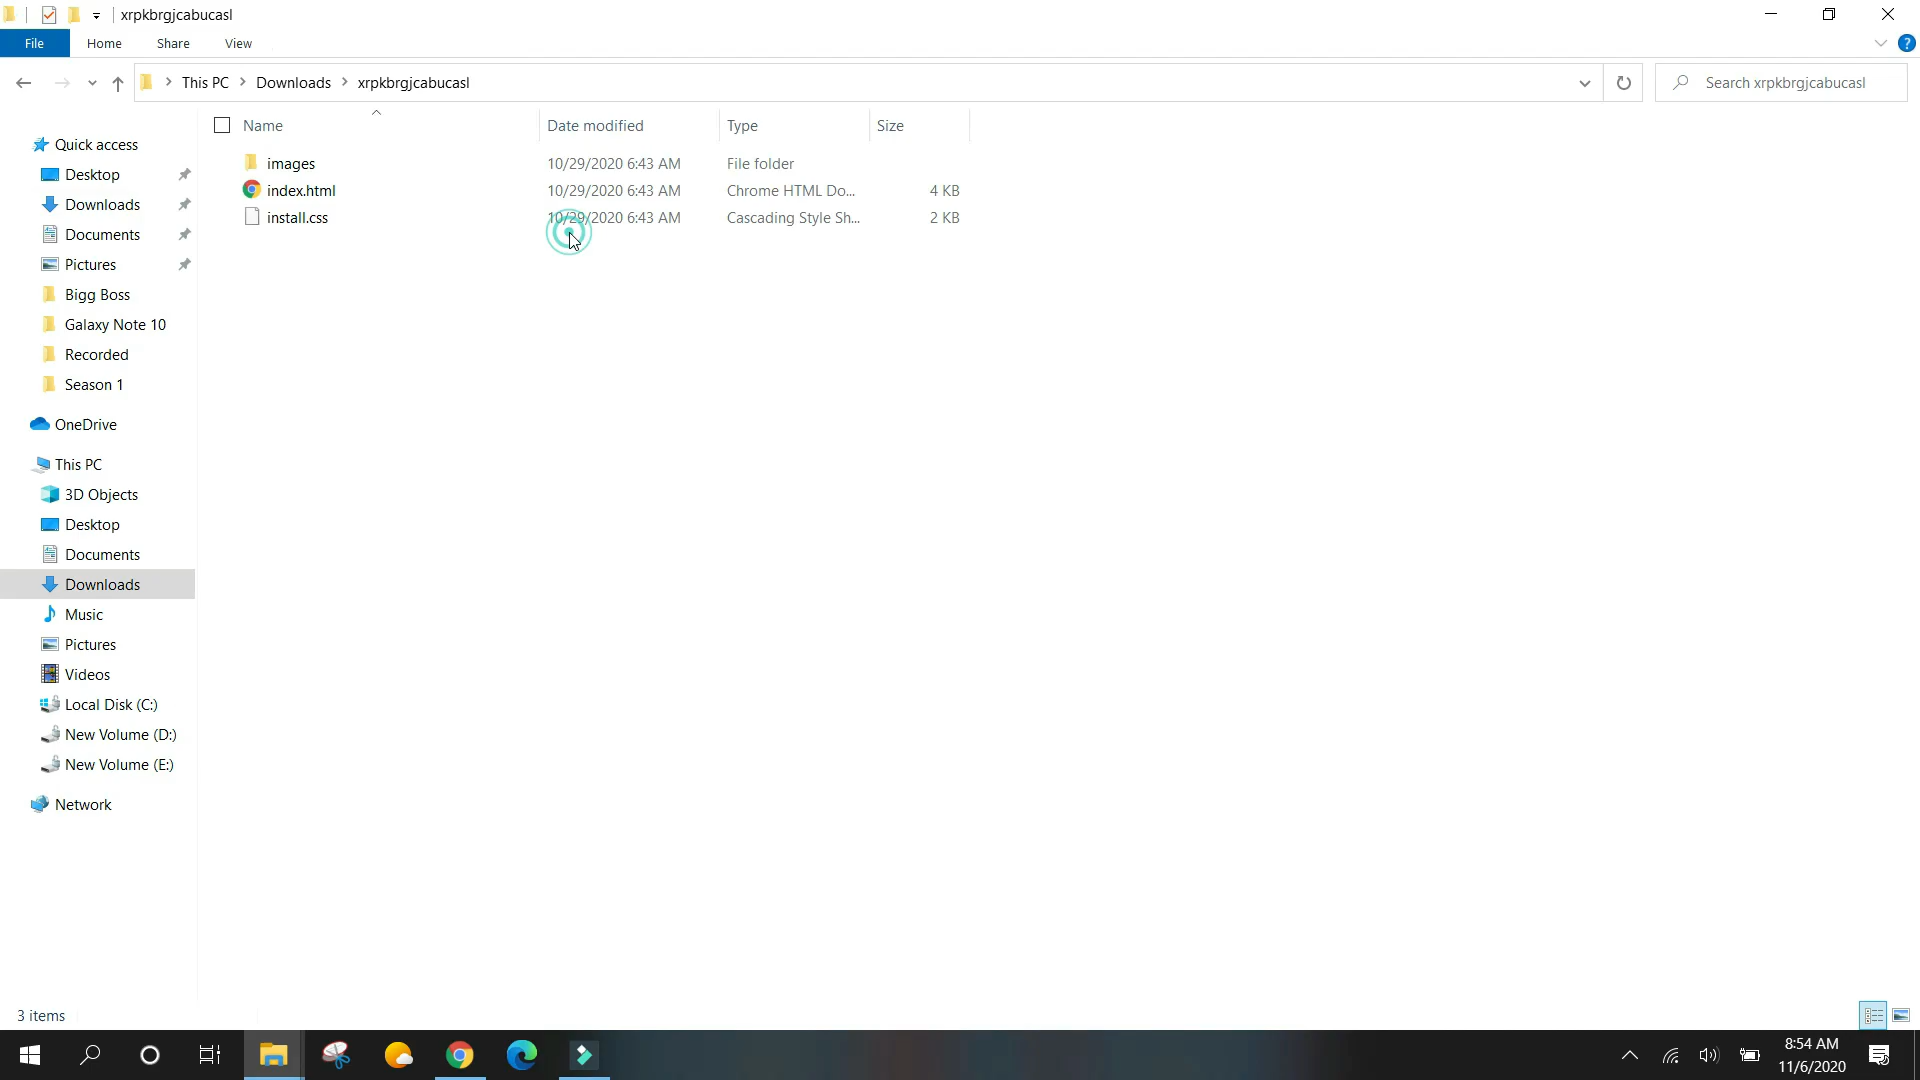 xrpkbrgjcabucasl
File Home Share View
This PC Downloads xrpkbrgjcabucasl
Search xrpkbrgjcabucasl
Name Date modified Type Size
images 10/29/2020 6:43 AM File folder
index.html 10/29/2020 6:43 AM Chrome HTML Do... 4 KB
install.css 10/29/2020 6:43 AM Cascading Style Sh... 2 KB
Quick access
Desktop
Downloads
Documents
Pictures
Bigg Boss
Galaxy Note 10
Recorded
Season 1
OneDrive
This PC
3D Objects
Desktop
Documents
Downloads
Music
Pictures
Videos
Local Disk (C:)
New Volume (D:)
New Volume (E:)
Network
3 items
8:54 AM
11/6/2020